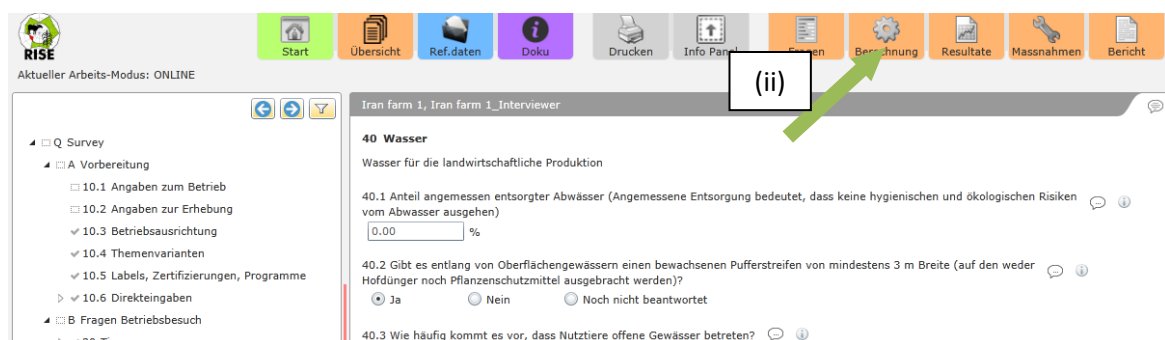 RISE
Start
Übersicht
Ref.daten
Doku
Drucken
Info Panel
Fragen
Berechnung
Resultate
Massnahmen
Bericht
Aktueller Arbeits-Modus: ONLINE
(ii)
Iran farm 1, Iran farm 1_Interviewer
Q Survey
A Vorbereitung
10.1 Angaben zum Betrieb
10.2 Angaben zur Erhebung
10.3 Betriebsausrichtung
10.4 Themenvarianten
10.5 Labels, Zertifizierungen, Programme
10.6 Direkteingaben
B Fragen Betriebsbesuch
40 Wasser
Wasser für die landwirtschaftliche Produktion
40.1 Anteil angemessen entsorgter Abwässer (Angemessene Entsorgung bedeutet, dass keine hygienischen und ökologischen Risiken
vom Abwasser ausgehen)
0.00 %
40.2 Gibt es entlang von Oberflächengewässern einen bewachsenen Pufferstreifen von mindestens 3 m Breite (auf den weder
Hofdünger noch Pflanzenschutzmittel ausgebracht werden)?
Ja Nein Noch nicht beantwortet
40.3 Wie häufig kommt es vor, dass Nutztiere offene Gewässer betreten?